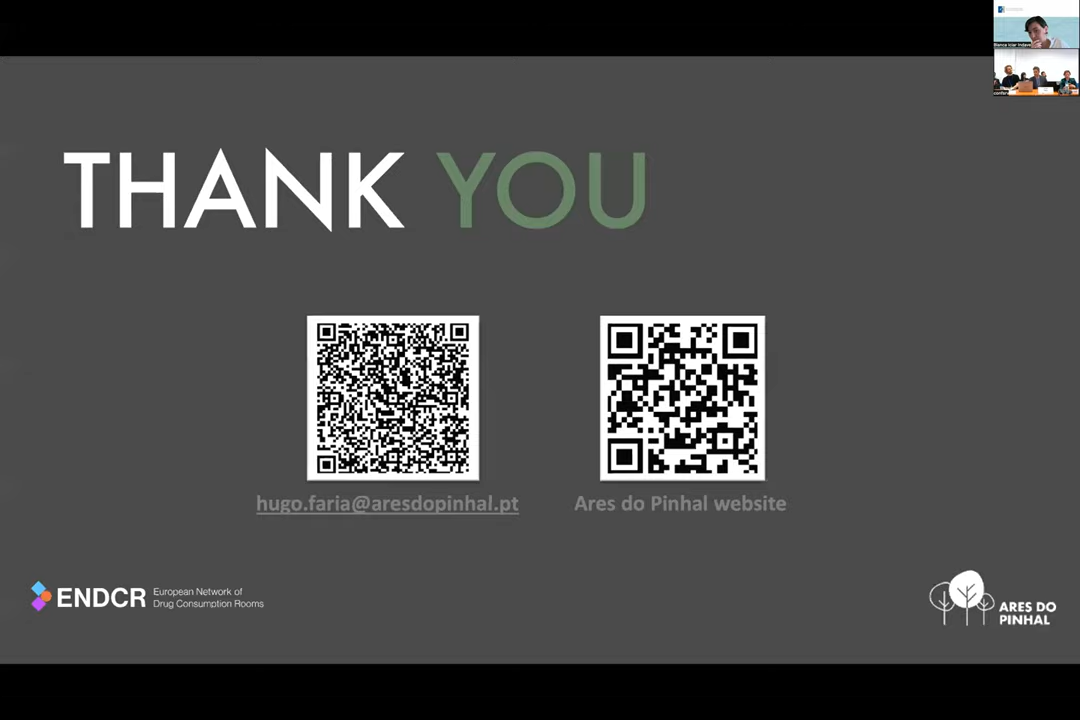 THANK YOU
hugo.faria@aresdopinhal.pt
Ares do Pinhal website
ENDCR
European Network of
Drug Consumption Rooms
ARES DO
PINHAL